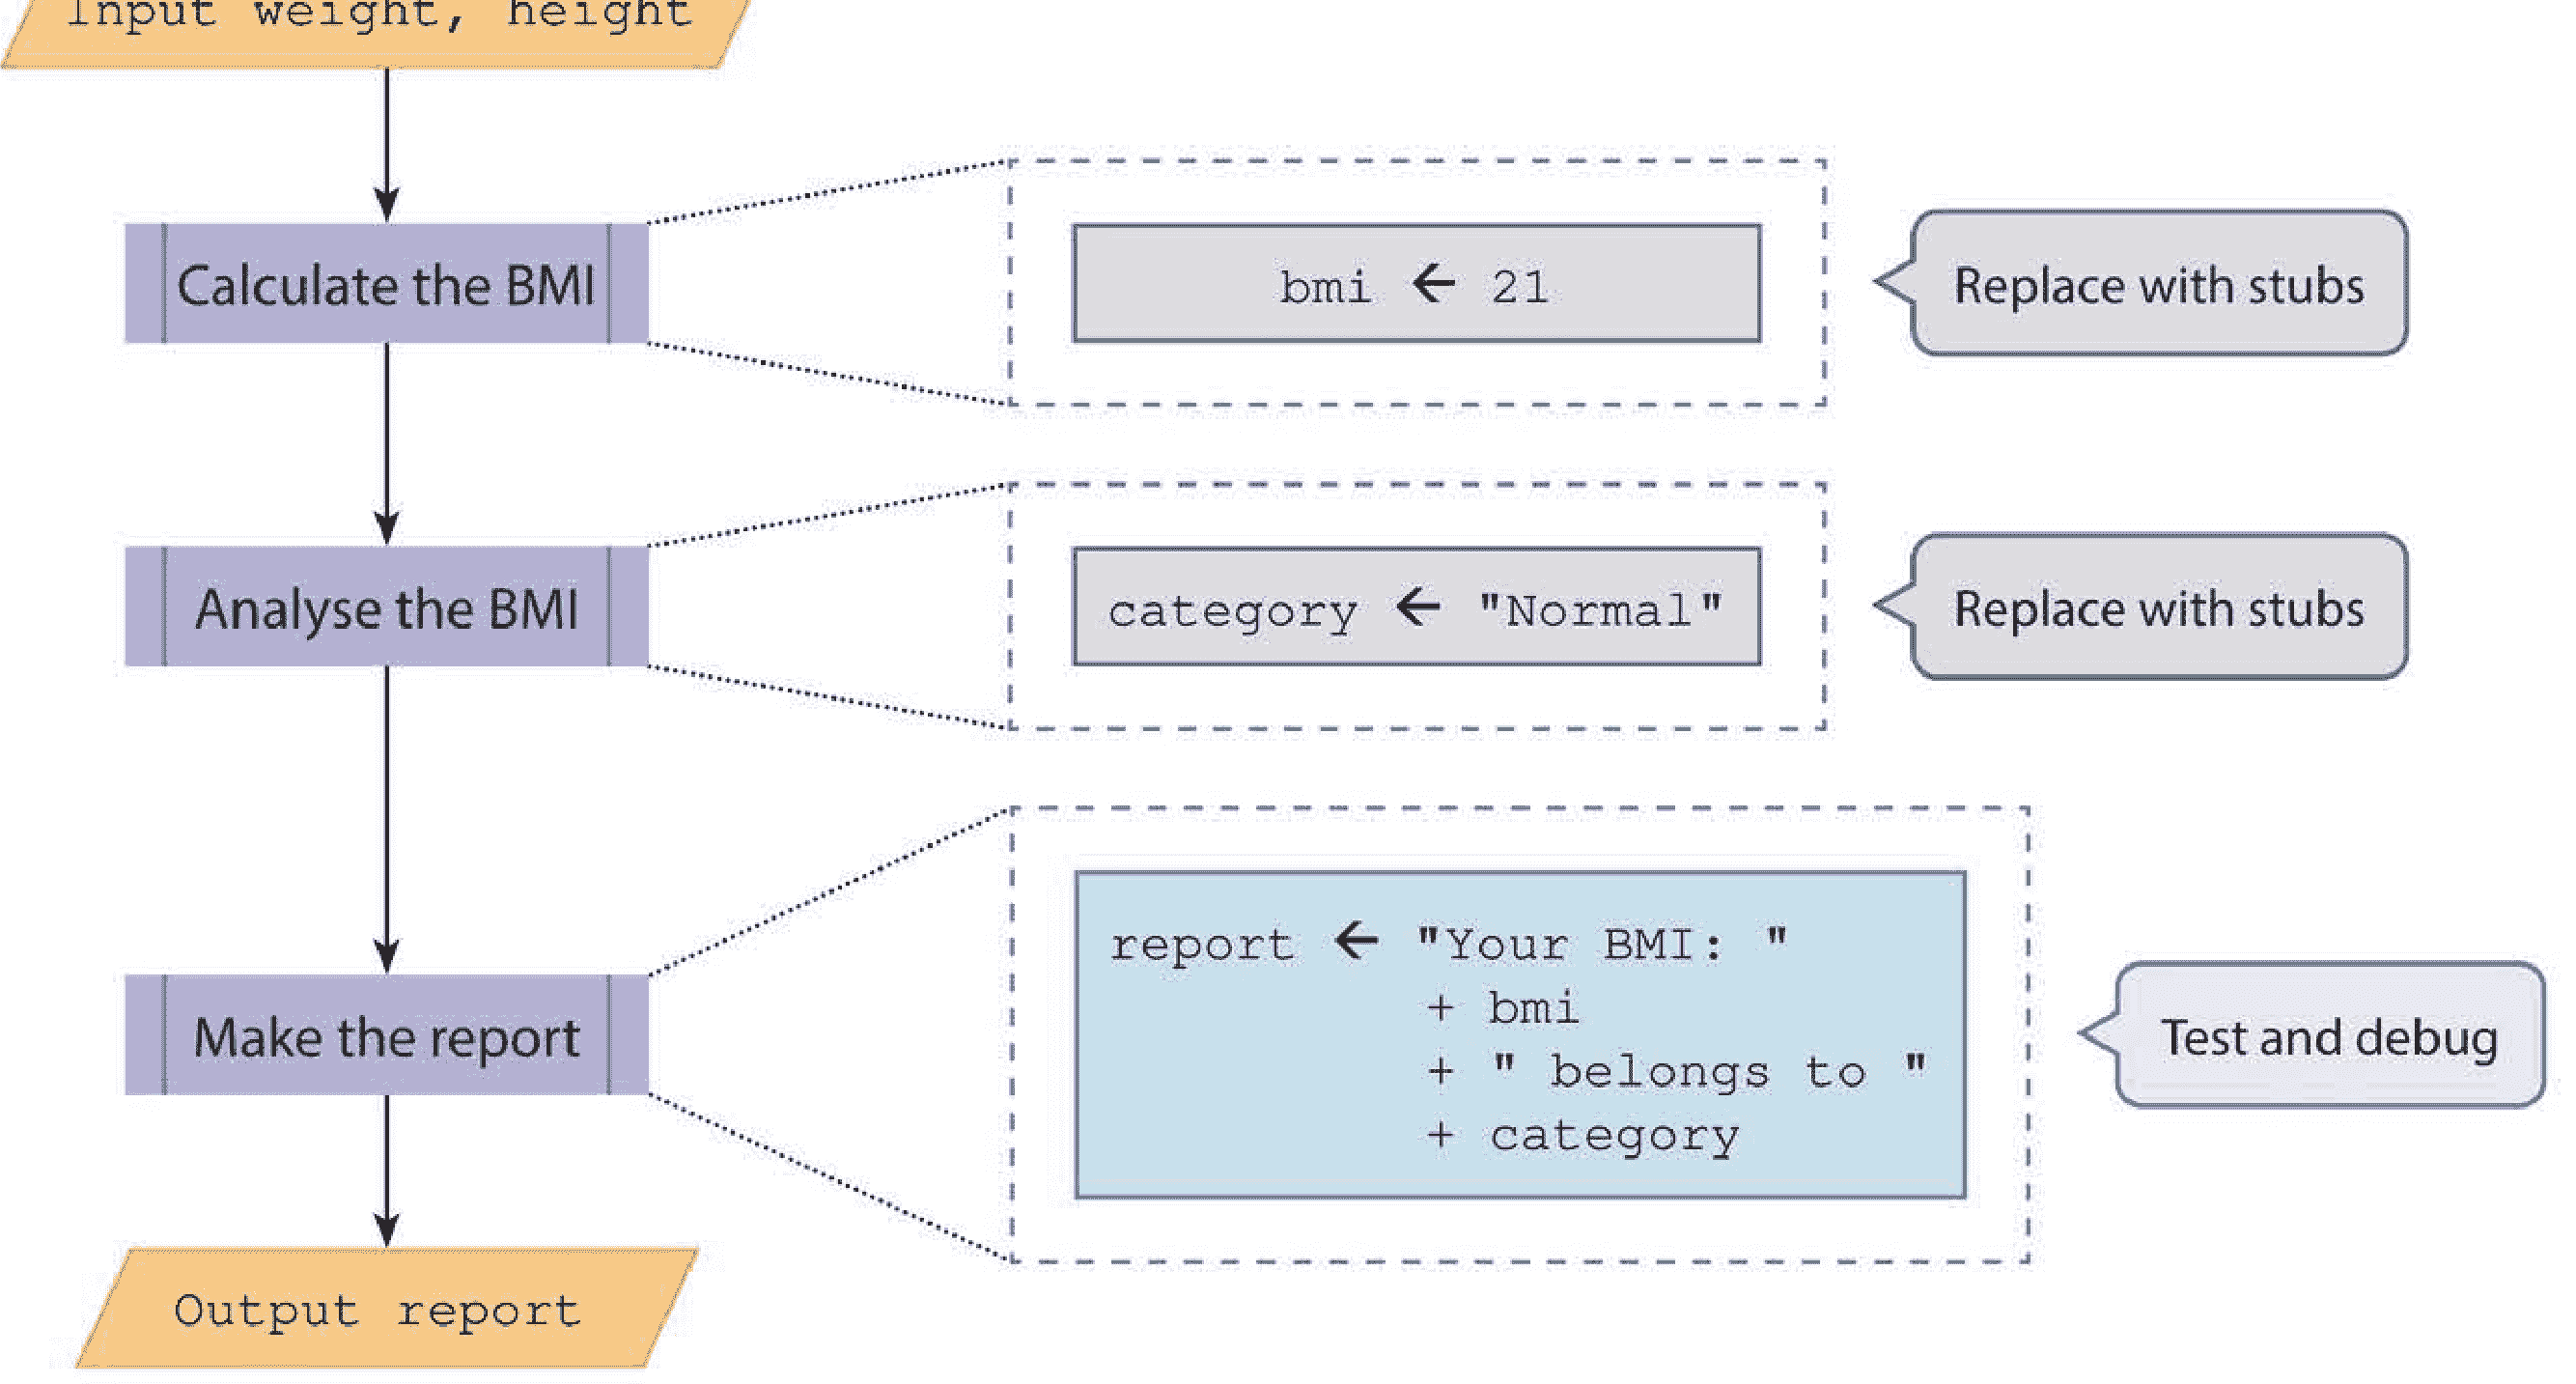 Input weight, height
Calculate the BMI
bmi ← 21
Replace with stubs
Analyse the BMI
category ← "Normal"
Replace with stubs
Make the report
report ← "Your BMI: "
+ bmi
+ " belongs to "
+ category
Test and debug
Output report